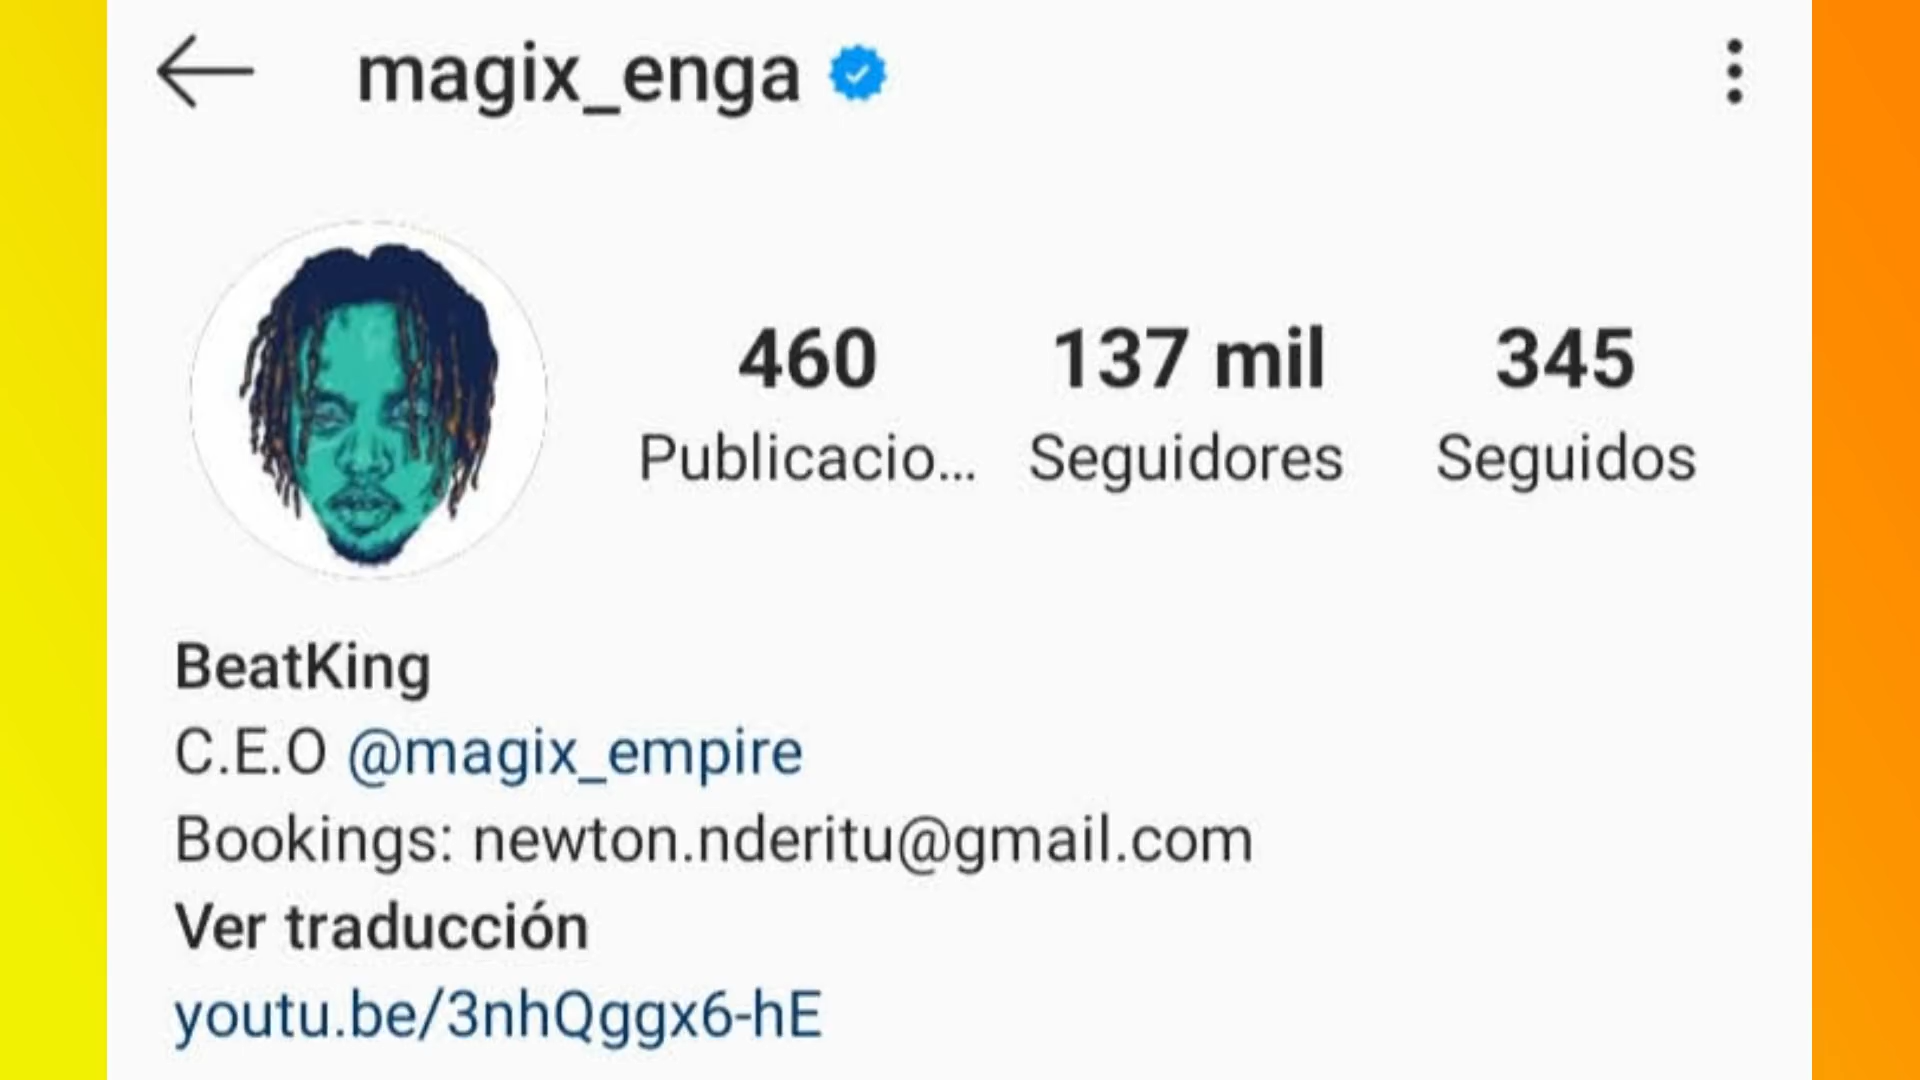 magix_enga
460 137 mil 345
Publicacio... Seguidores Seguidos
BeatKing
C.E.O @magix_empire
Bookings: newton.nderitu@gmail.com
Ver traducción
youtu.be/3nhQggx6-hE